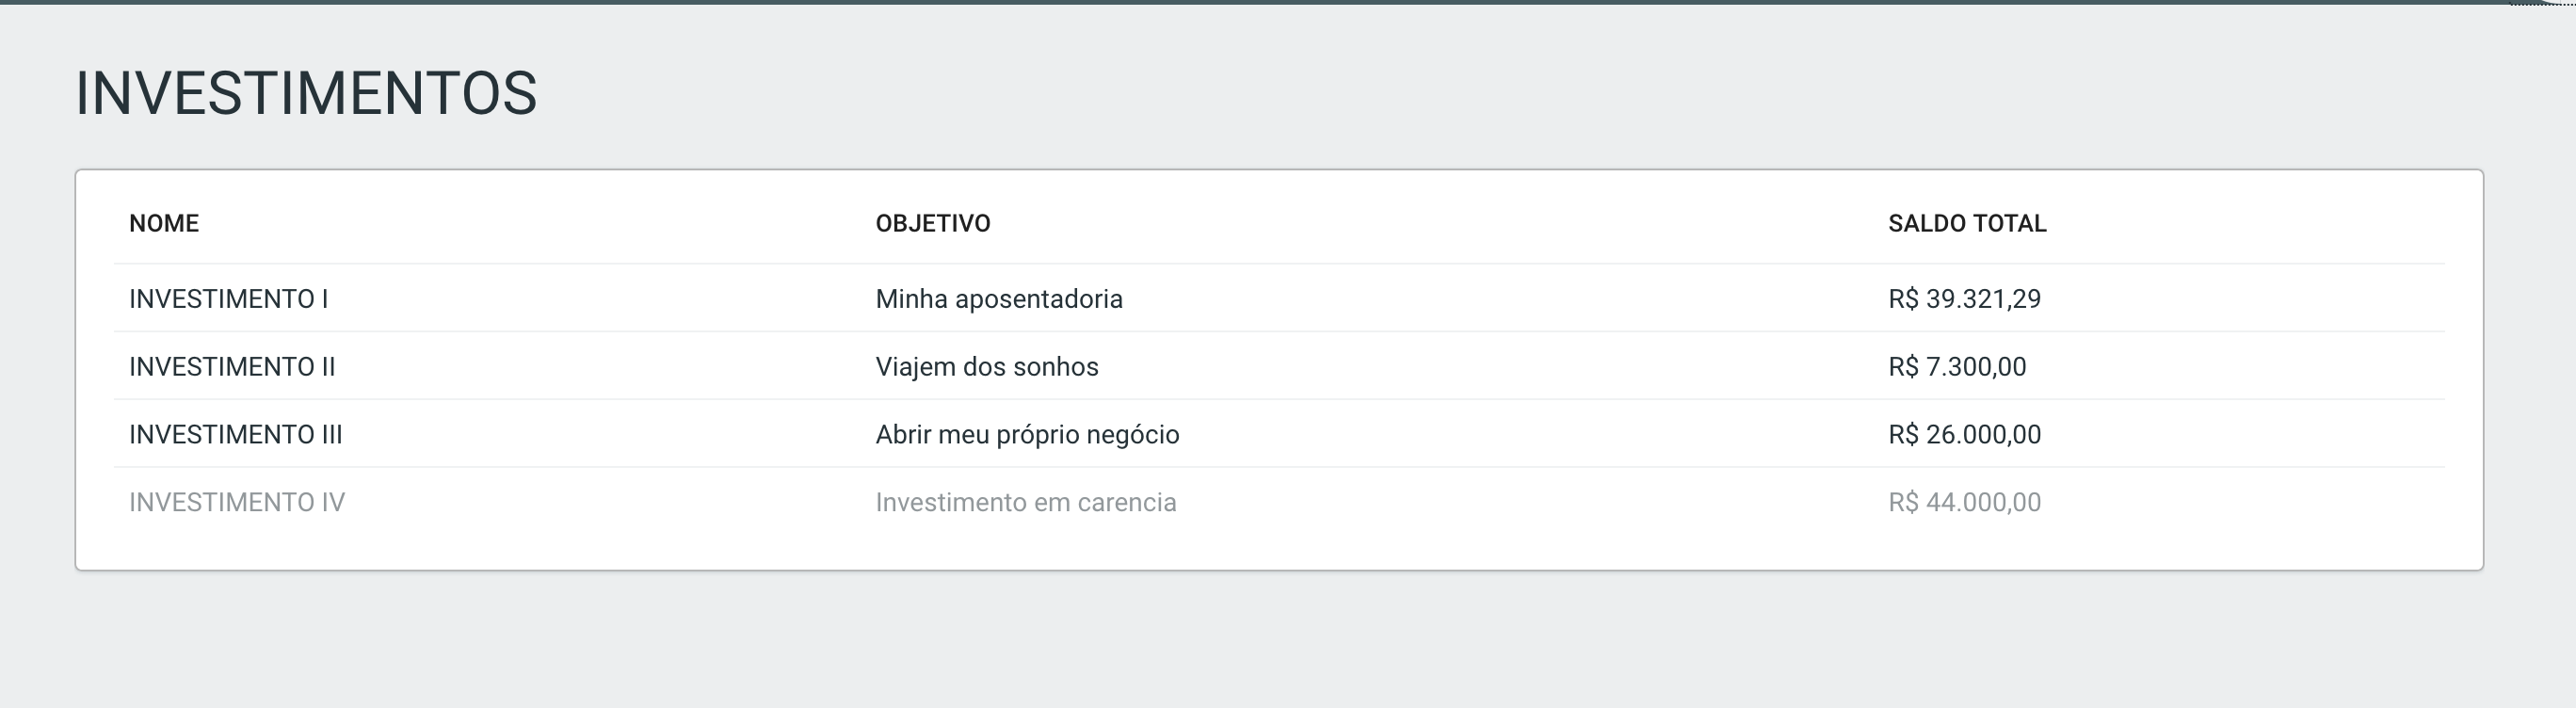 INVESTIMENTOS
NOME OBJETIVO SALDO TOTAL
INVESTIMENTO I Minha aposentadoria R$ 39.321,29
INVESTIMENTO II Viajem dos sonhos R$ 7.300,00
INVESTIMENTO III Abrir meu próprio negócio R$ 26.000,00
INVESTIMENTO IV Investimento em carencia R$ 44.000,00